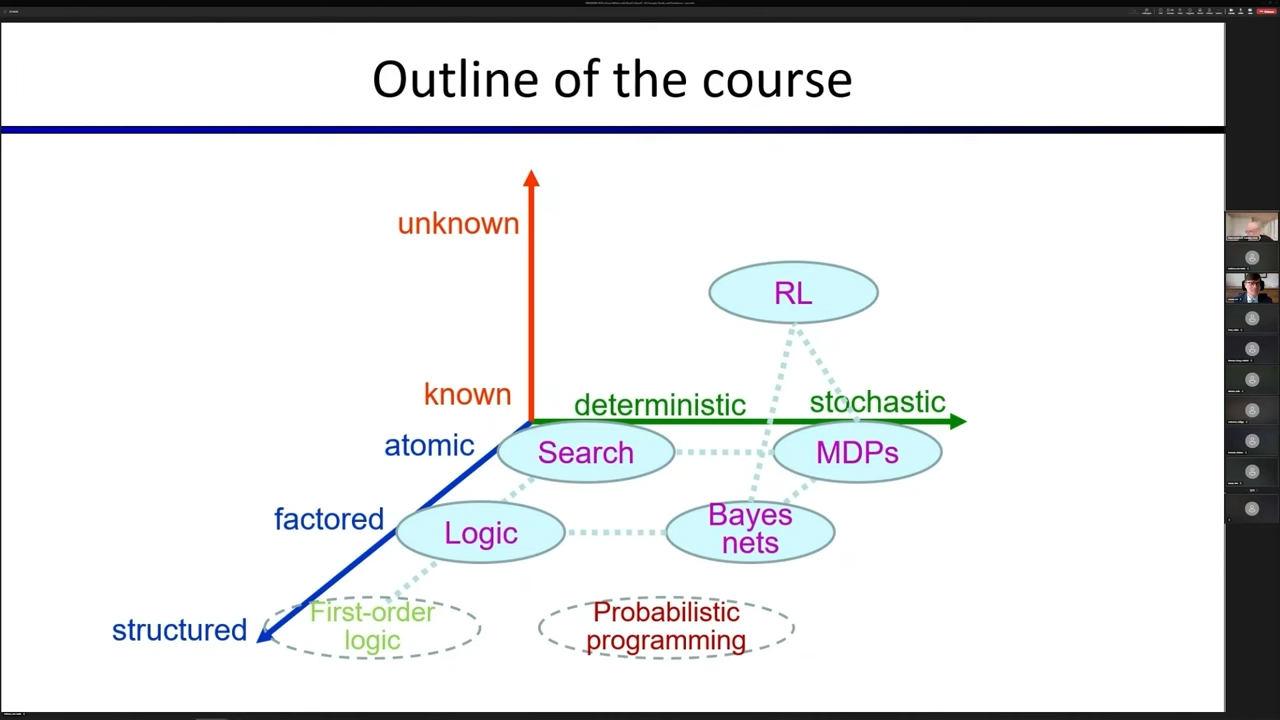 Outline of the course
unknown
RL
known
deterministic
stochastic
atomic
Search
MDPs
factored
Logic
Bayes
nets
structured
First-order
logic
Probabilistic
programming